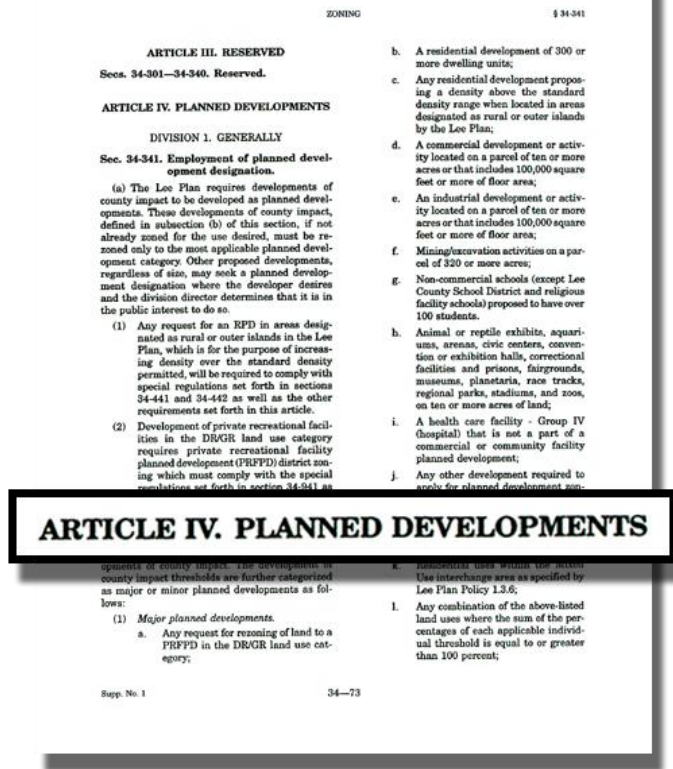 ZONING
§ 34-341
ARTICLE III. RESERVED
Secs. 34-301—34-340. Reserved.
ARTICLE IV. PLANNED DEVELOPMENTS
DIVISION 1. GENERALLY
Sec. 34-341. Employment of planned devel-
opment designation.
(a) The Lee Plan requires developments of
county impact to be developed as planned devel-
opments. These developments of county impact,
defined in subsection (b) of this section, if not
already zoned for the use desired, must be re-
zoned only to the most applicable planned devel-
opment category. Other proposed developments,
regardless of size, may seek a planned develop-
ment designation where the developer desires
and the division director determines that it is in
the public interest to do so.
(1) Any request for an RPD in areas desig-
nated as rural or outer islands in the Lee
Plan, which is for the purpose of increas-
ing density over the standard density
permitted, will be required to comply with
special regulations set forth in sections
34-441 and 34-442 as well as the other
requirements set forth in this article.
(2) Development of private recreational facil-
ities in the DR/GR land use category
requires private recreational facility
planned development (PRFPD) district zon-
ing which must comply with the special
regulations set forth in section 34-941 as
opments of county impact. The development of
county impact thresholds are further categorized
as major or minor planned developments as fol-
lows:
(1) Major planned developments.
a. Any request for rezoning of land to a
PRFPD in the DR/GR land use cat-
egory;
b. A residential development of 300 or
more dwelling units;
c. Any residential development propos-
ing a density above the standard
density range when located in areas
designated as rural or outer islands
by the Lee Plan;
d. A commercial development or activ-
ity located on a parcel of ten or more
acres or that includes 100,000 square
feet or more of floor area;
e. An industrial development or activ-
ity located on a parcel of ten or more
acres or that includes 100,000 square
feet or more of floor area;
f. Mining/excavation activities on a par-
cel of 320 or more acres;
g. Non-commercial schools (except Lee
County School District and religious
facility schools) proposed to have over
100 students.
h. Animal or reptile exhibits, aquari-
ums, arenas, civic centers, conven-
tion or exhibition halls, correctional
facilities and prisons, fairgrounds,
museums, planetaria, race tracks,
regional parks, stadiums, and zoos,
on ten or more acres of land;
i. A health care facility - Group IV
(hospital) that is not a part of a
commercial or community facility
planned development;
j. Any other development required to
apply for planned development zon-
ARTICLE IV. PLANNED DEVELOPMENTS
k. Residential uses within the Mixed
Use interchange area as specified by
Lee Plan Policy 1.3.6;
l. Any combination of the above-listed
land uses where the sum of the per-
centages of each applicable individ-
ual threshold is equal to or greater
than 100 percent;
Supp. No. 1
34—73